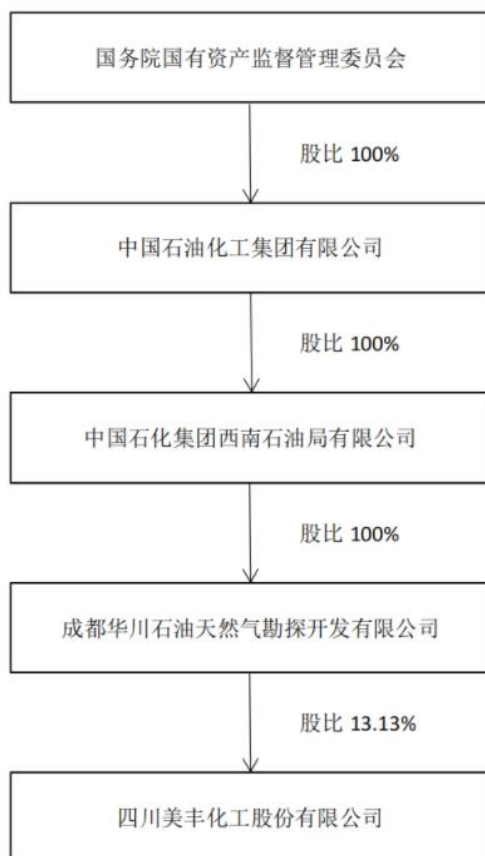 国务院国有资产监督管理委员会
股比 100%
中国石油化工集团有限公司
股比 100%
中国石化集团西南石油局有限公司
股比 100%
成都华川石油天然气勘探开发有限公司
股比 13.13%
四川美丰化工股份有限公司